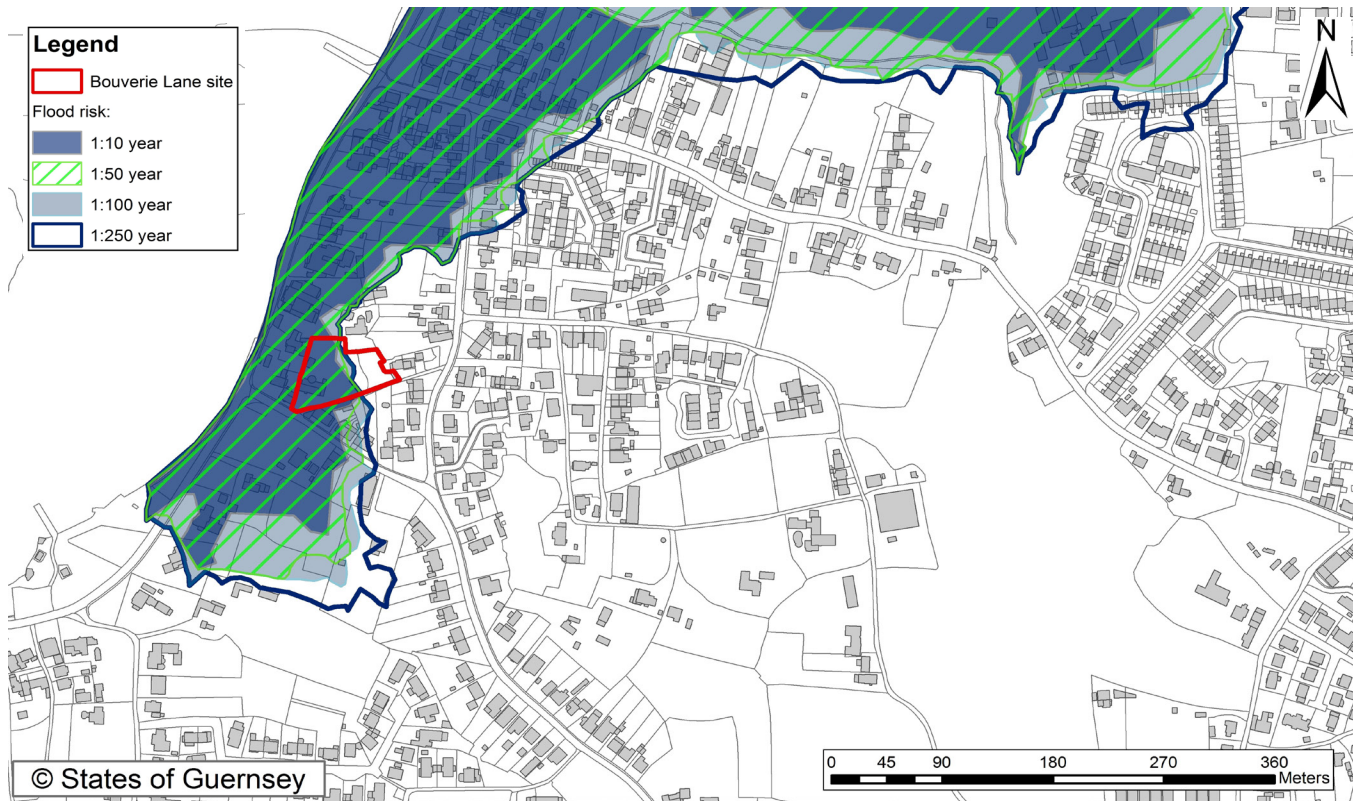 Legend
Bouverie Lane site
Flood risk:
1:10 year
1:50 year
1:100 year
1:250 year
N
© States of Guernsey
0 45 90 180 270 360
Meters